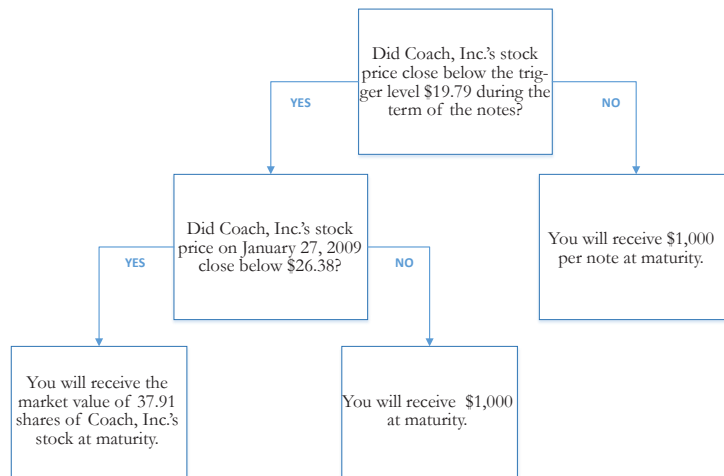 Did Coach, Inc.'s stock
price close below the trig-
ger level $19.79 during the
term of the notes?
YES
NO
Did Coach, Inc.'s stock
price on January 27, 2009
close below $26.38?
You will receive $1,000
per note at maturity.
YES
NO
You will receive the
market value of 37.91
shares of Coach, Inc.'s
stock at maturity.
You will receive $1,000
at maturity.